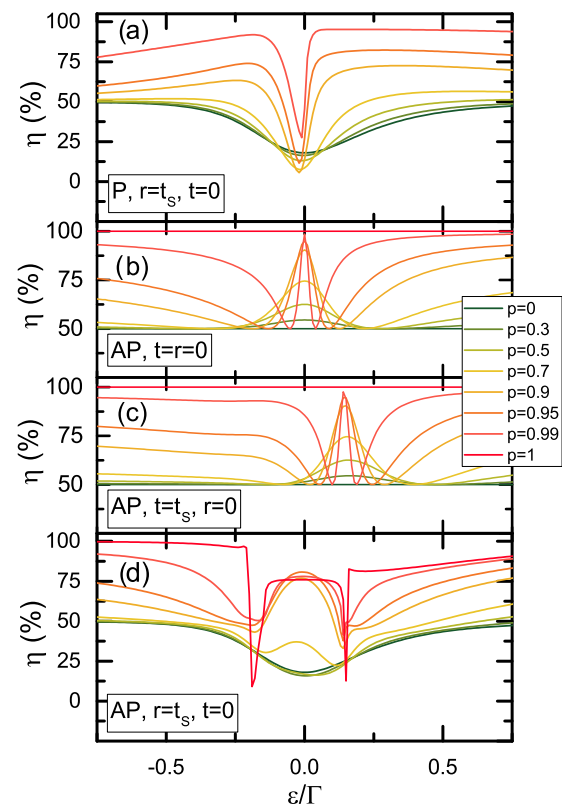 (a)
100
75
50
25
0
η (%)
P, r=t_S, t=0
(b)
100
75
50
η (%)
AP, t=r=0
(c)
100
75
50
η (%)
AP, t=t_S, r=0
(d)
100
75
50
25
0
η (%)
AP, r=t_S, t=0
p=0
p=0.3
p=0.5
p=0.7
p=0.9
p=0.95
p=0.99
p=1
-0.5 0.0 0.5
ε/Γ